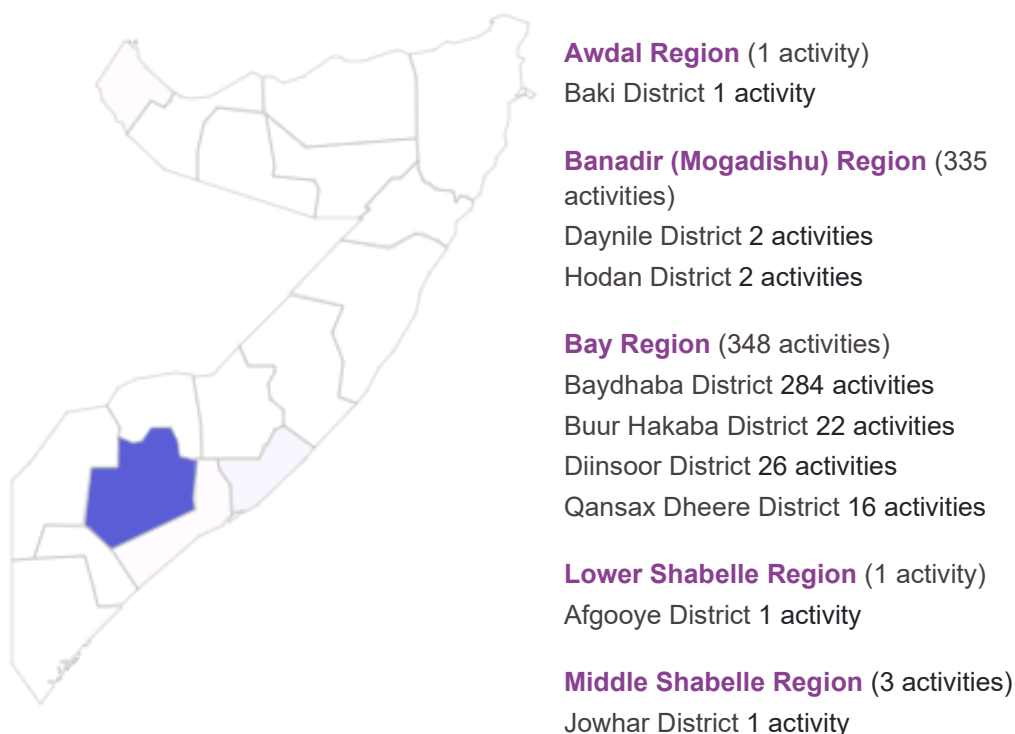 Awdal Region (1 activity)
Baki District 1 activity
Banadir (Mogadishu) Region (335
activities)
Daynile District 2 activities
Hodan District 2 activities
Bay Region (348 activities)
Baydhaba District 284 activities
Buur Hakaba District 22 activities
Diinsoor District 26 activities
Qansax Dheere District 16 activities
Lower Shabelle Region (1 activity)
Afgooye District 1 activity
Middle Shabelle Region (3 activities)
Jowhar District 1 activity